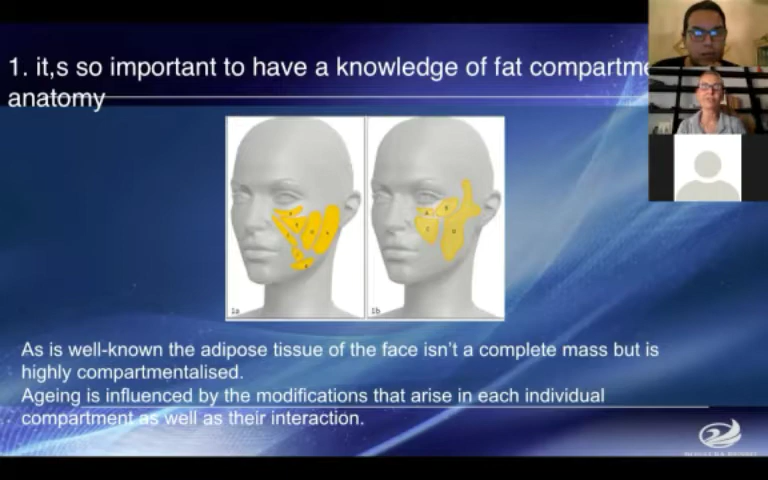 1. it,s so important to have a knowledge of fat compartme
anatomy
1a
1b
As is well-known the adipose tissue of the face isn't a complete mass but is
highly compartmentalised.
Ageing is influenced by the modifications that arise in each individual
compartment as well as their interaction.